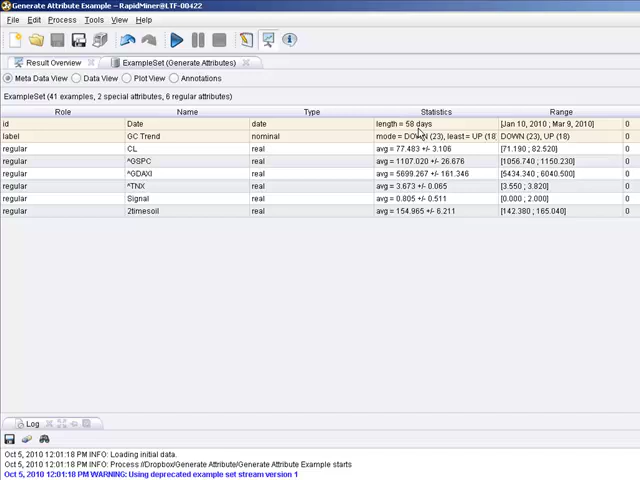 Generate Attribute Example – RapidMiner@LTF-00422
File Edit Process Tools View Help
Result Overview ExampleSet (Generate Attributes)
Meta Data View Data View Plot View Annotations
ExampleSet (41 examples, 2 special attributes, 6 regular attributes)
Role Name Type Statistics Range
id Date date length = 58 days [Jan 10, 2010 ; Mar 9, 2010] 0
label GC Trend nominal mode = DOWN (23), least = UP (18 DOWN (23), UP (18) 0
regular CL real avg = 77.483 +/- 3.106 [71.190 ; 82.520] 0
regular ^GSPC real avg = 1107.020 +/- 26.676 [1056.740 ; 1150.230] 0
regular ^GDAXI real avg = 5699.267 +/- 161.346 [5434.340 ; 6040.500] 0
regular ^TNX real avg = 3.673 +/- 0.065 [3.550 ; 3.820] 0
regular Signal real avg = 0.805 +/- 0.511 [0.000 ; 2.000] 0
regular 2timesoil real avg = 154.965 +/- 6.211 [142.380 ; 165.040] 0
Log
Oct 5, 2010 12:01:18 PM INFO: Loading initial data.
Oct 5, 2010 12:01:18 PM INFO: Process //Dropbox/Generate Attribute/Generate Attribute Example starts
Oct 5, 2010 12:01:18 PM WARNING: Using deprecated example set stream version 1